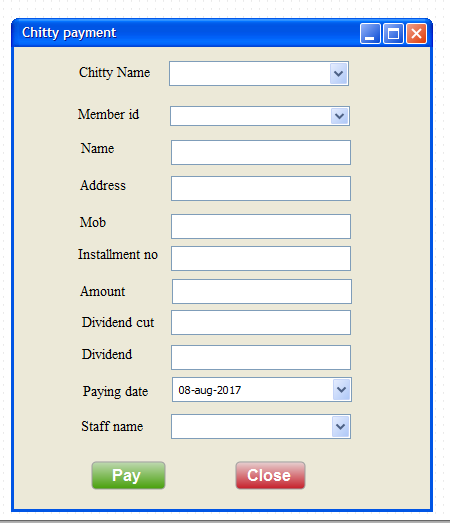 Chitty payment
Chitty Name
Member id
Name
Address
Mob
Installment no
Amount
Dividend cut
Dividend
Paying date 08-aug-2017
Staff name
Pay Close